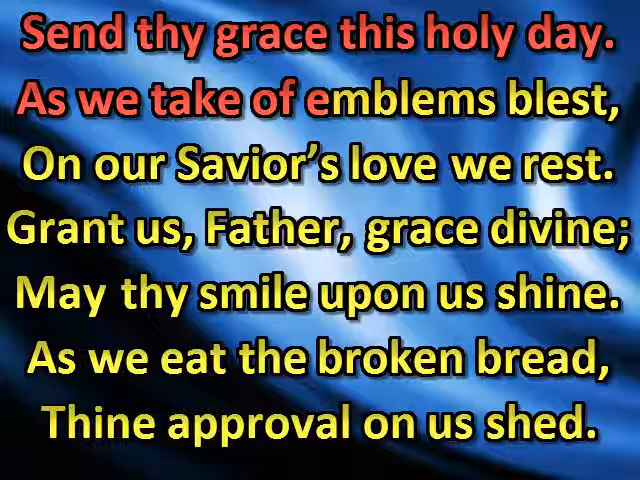 Send thy grace this holy day.
As we take of emblems blest,
On our Savior’s love we rest.
Grant us, Father, grace divine;
May thy smile upon us shine.
As we eat the broken bread,
Thine approval on us shed.